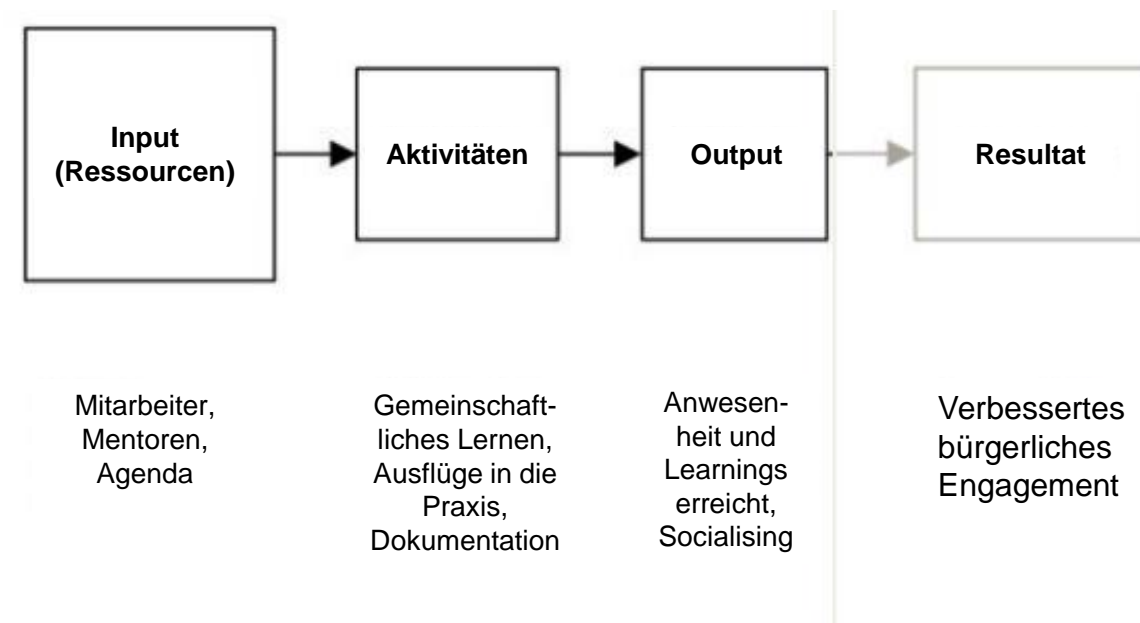 Input
(Ressourcen)
Aktivitäten
Output
Resultat
Mitarbeiter,
Mentoren,
Agenda
Gemeinschaft-
liches Lernen,
Ausflüge in die
Praxis,
Dokumentation
Anwesen-
heit und
Learnings
erreicht,
Socialising
Verbessertes
bürgerliches
Engagement